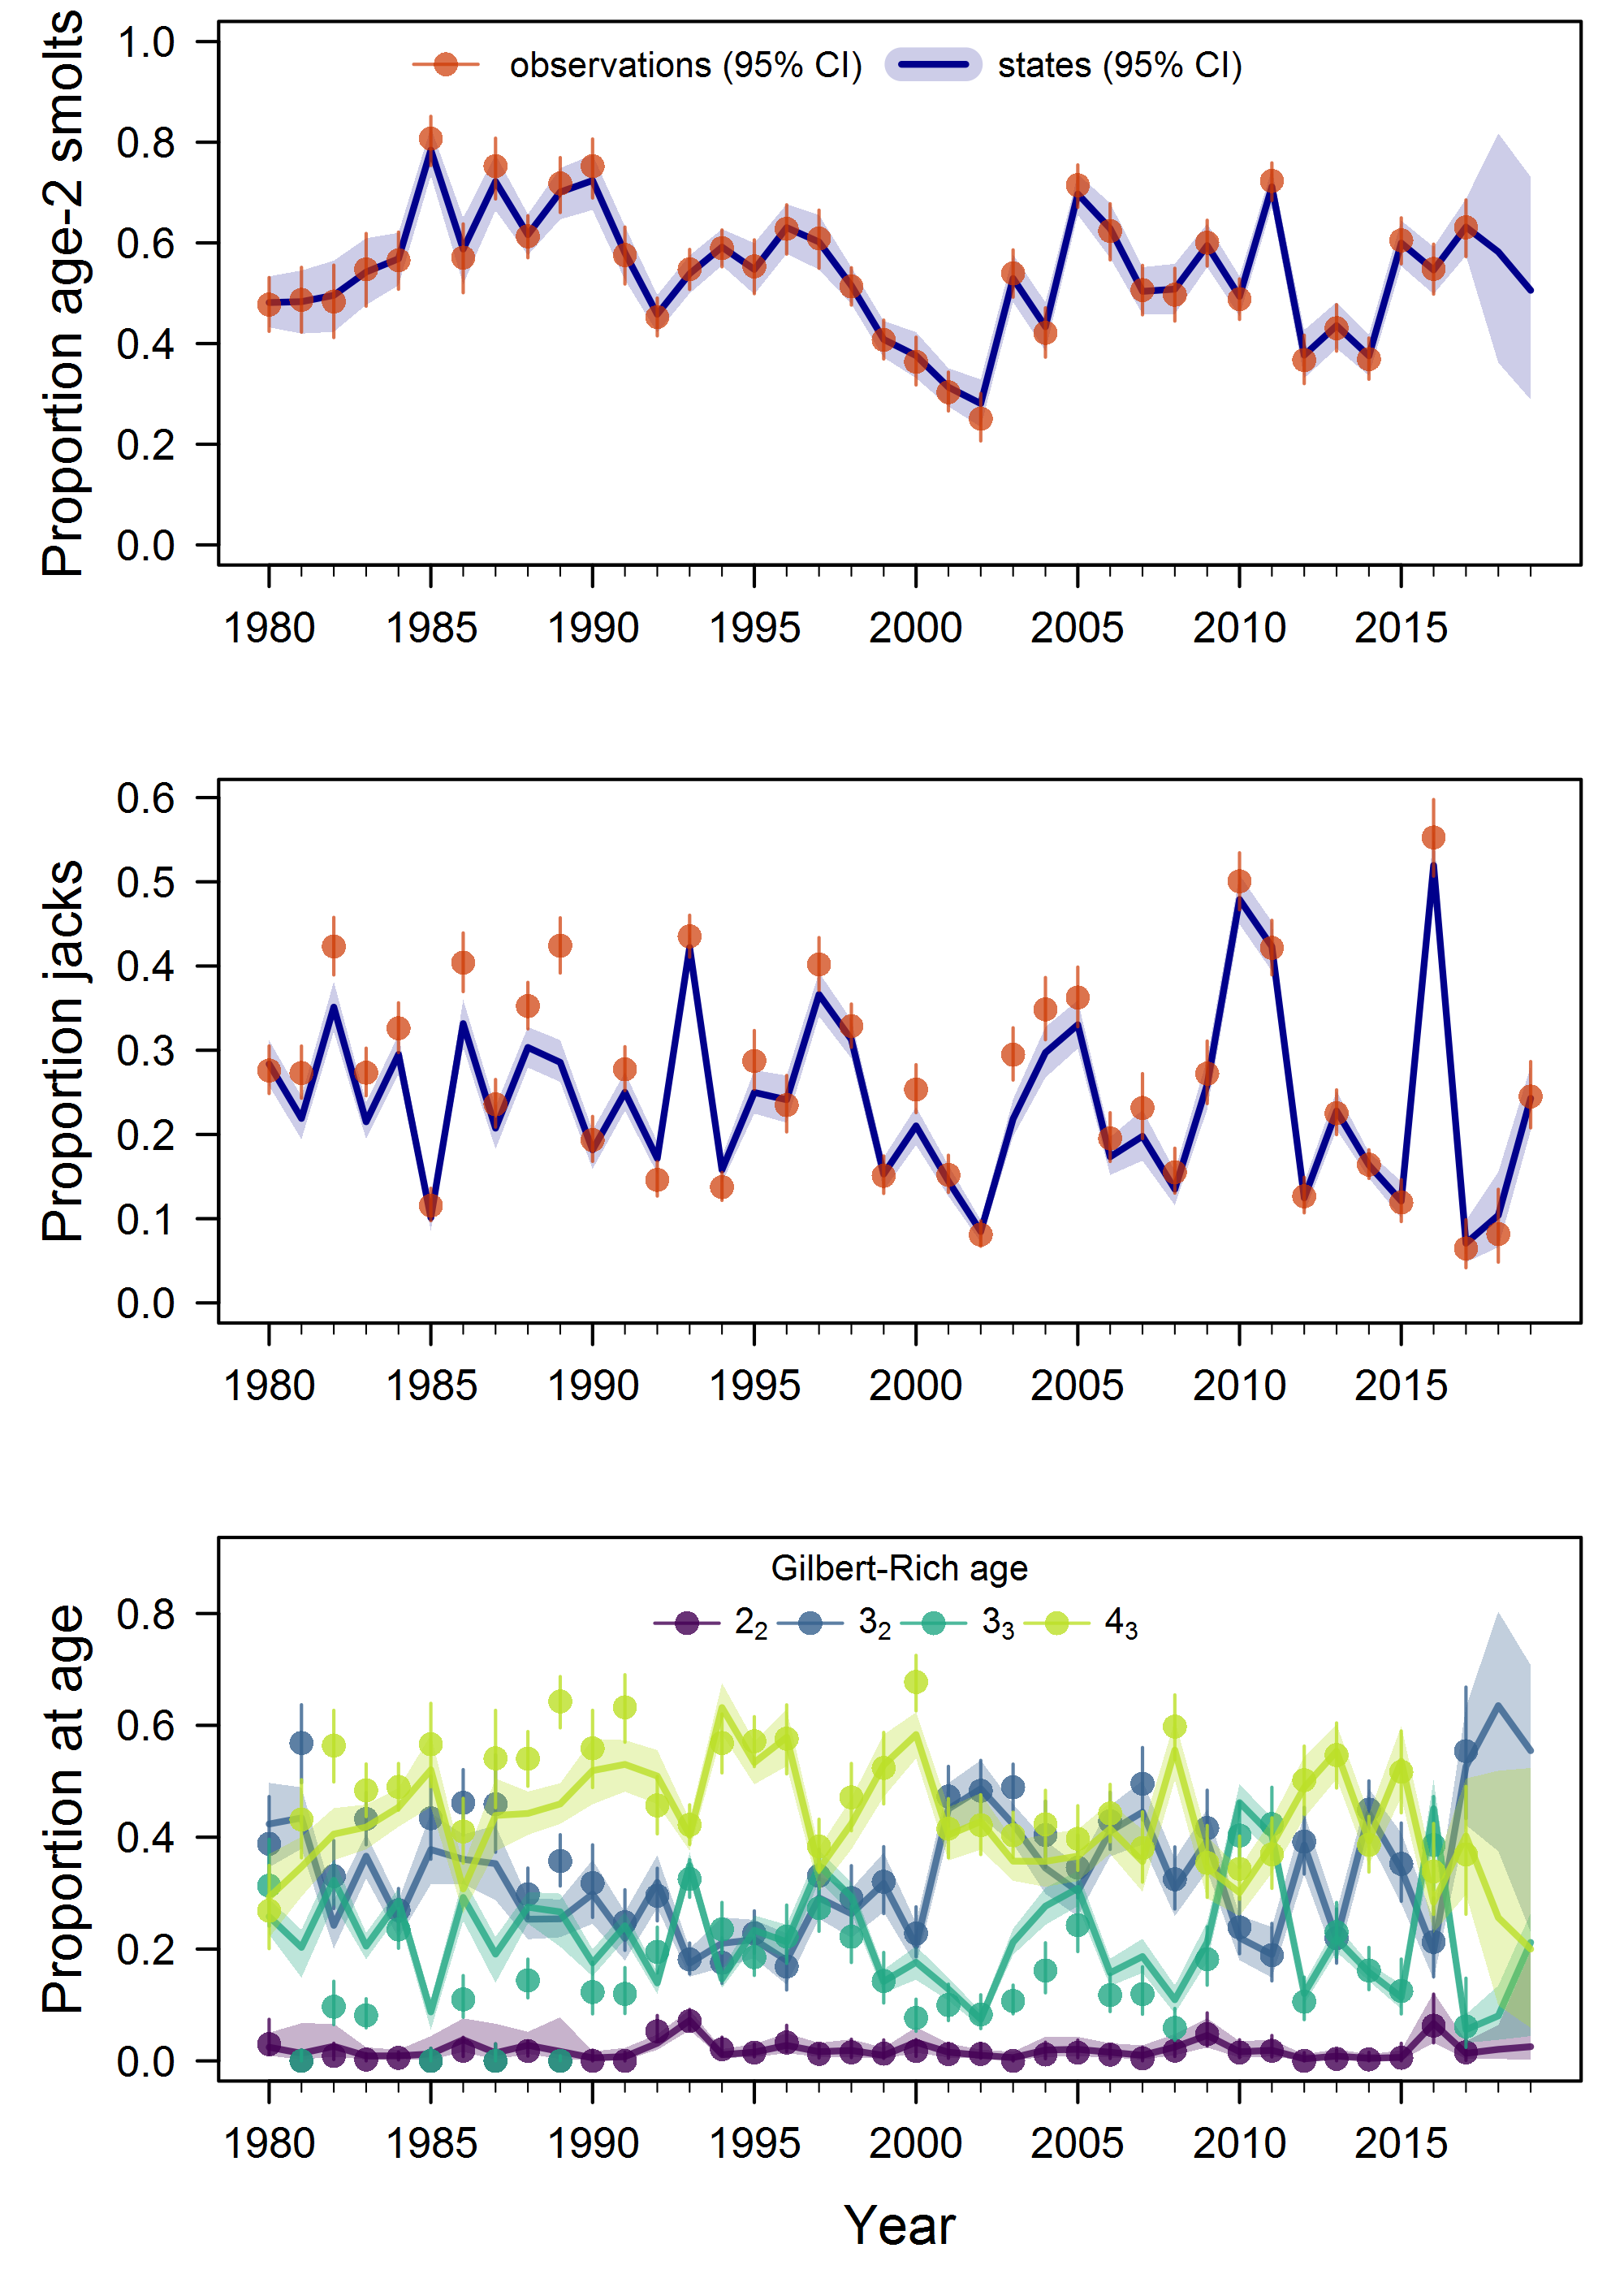 Proportion age-2 smolts
1.0
0.8
0.6
0.4
0.2
0.0
observations (95% CI) states (95% CI)
1980 1985 1990 1995 2000 2005 2010 2015
Proportion jacks
0.6
0.5
0.4
0.3
0.2
0.1
0.0
1980 1985 1990 1995 2000 2005 2010 2015
Proportion at age
0.8
0.6
0.4
0.2
0.0
Gilbert-Rich age
2₂ 3₂ 3₃ 4₃
1980 1985 1990 1995 2000 2005 2010 2015
Year